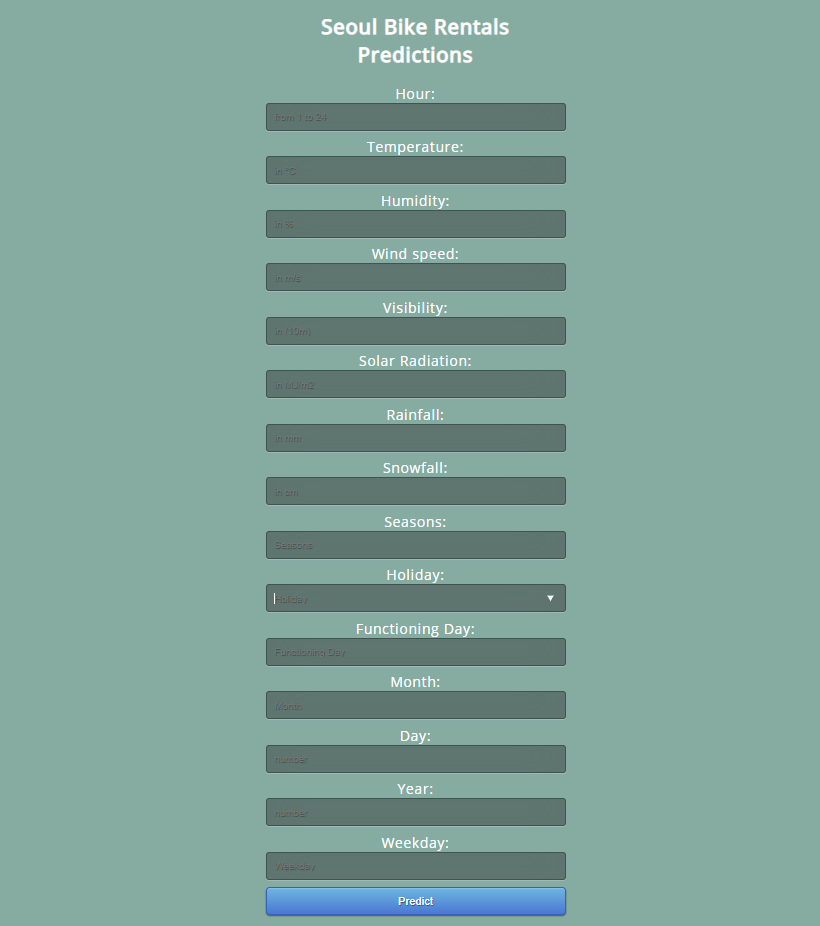 Seoul Bike Rentals
Predictions
Hour:
from 1 to 24
Temperature:
in °C
Humidity:
in %
Wind speed:
in m/s
Visibility:
in (10m)
Solar Radiation:
in MJ/m2
Rainfall:
in mm
Snowfall:
in cm
Seasons:
Seasons
Holiday:
Holiday
Functioning Day:
Functioning Day
Month:
Month
Day:
number
Year:
number
Weekday:
Weekday
Predict